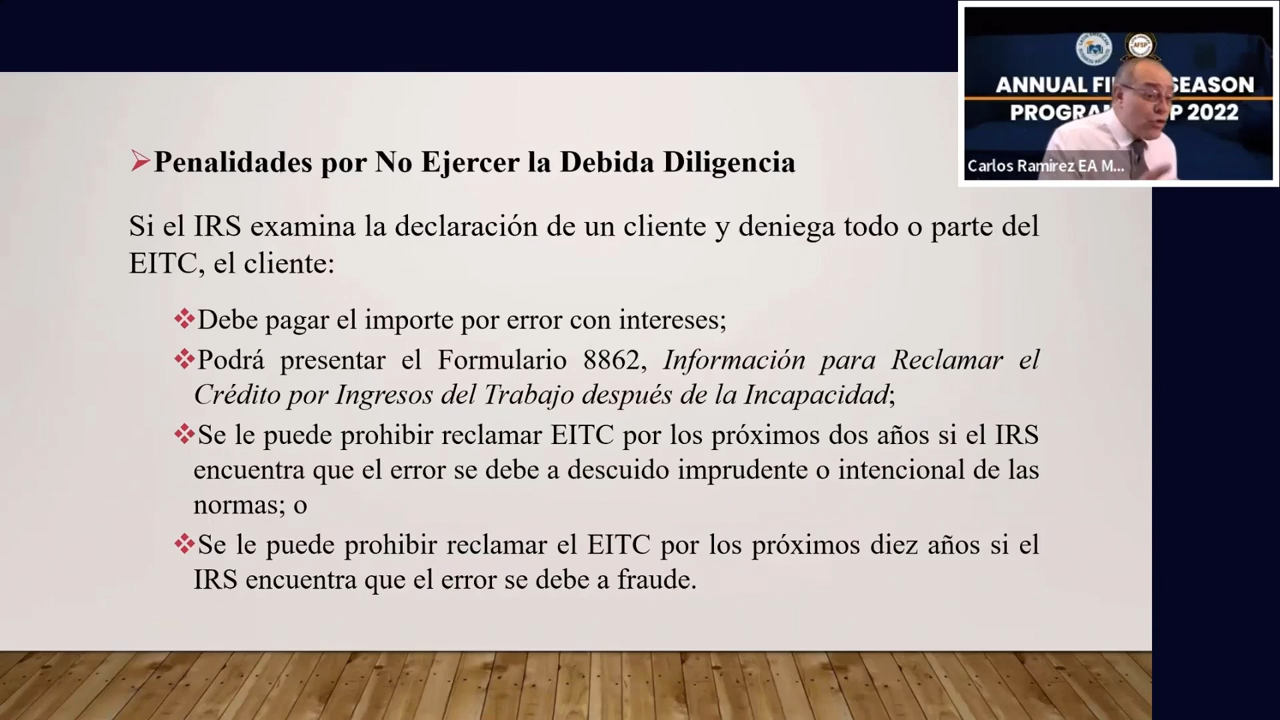 Penalidades por No Ejercer la Debida Diligencia
Si el IRS examina la declaración de un cliente y deniega todo o parte del
EITC, el cliente:
Debe pagar el importe por error con intereses;
Podrá presentar el Formulario 8862, Información para Reclamar el
Crédito por Ingresos del Trabajo después de la Incapacidad;
Se le puede prohibir reclamar EITC por los próximos dos años si el IRS
encuentra que el error se debe a descuido imprudente o intencional de las
normas; o
Se le puede prohibir reclamar el EITC por los próximos diez años si el
IRS encuentra que el error se debe a fraude.
AFSP
ANNUAL FI SEASON
PROGRA P 2022
Carlos Ramirez EA M...